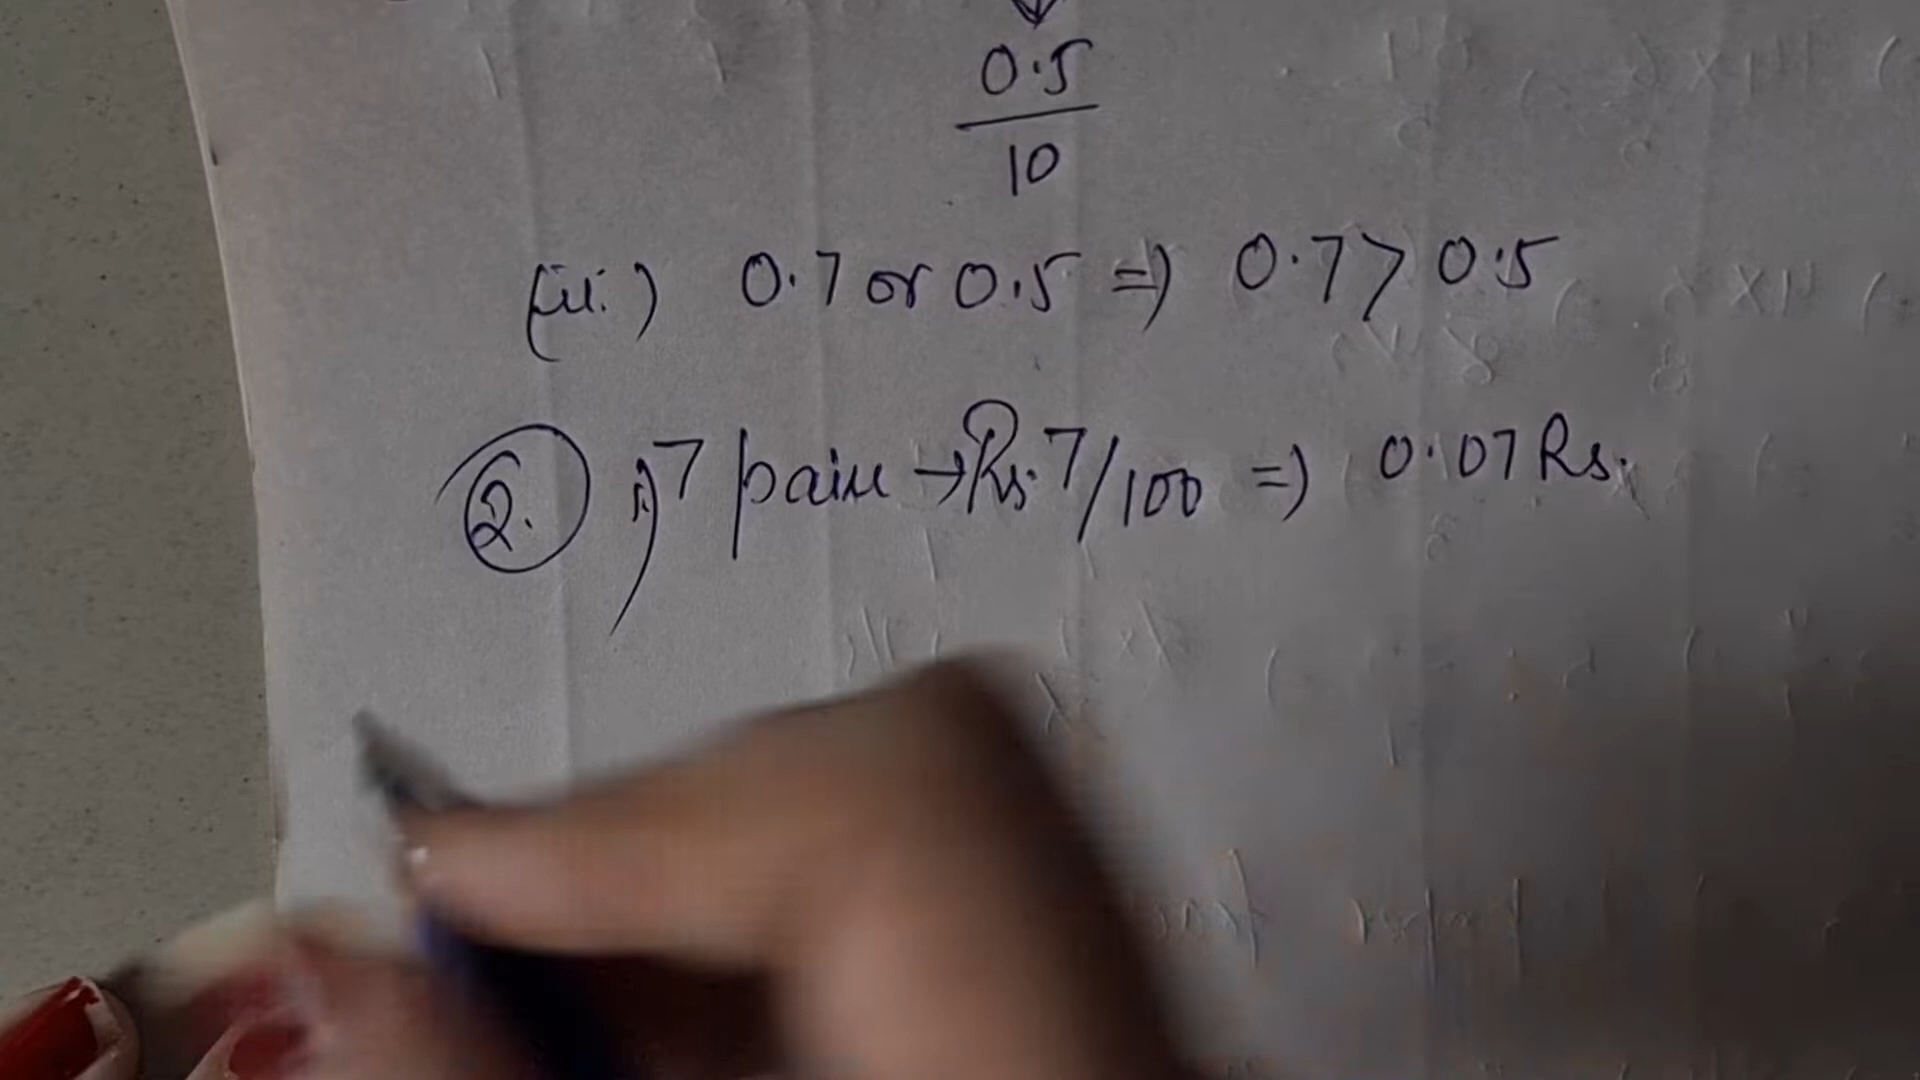 0.5
10
(iii.) 0.7 or 0.5 => 0.7 > 0.5
2. i) 7 paise → Rs. 7/100 => 0.07 Rs.